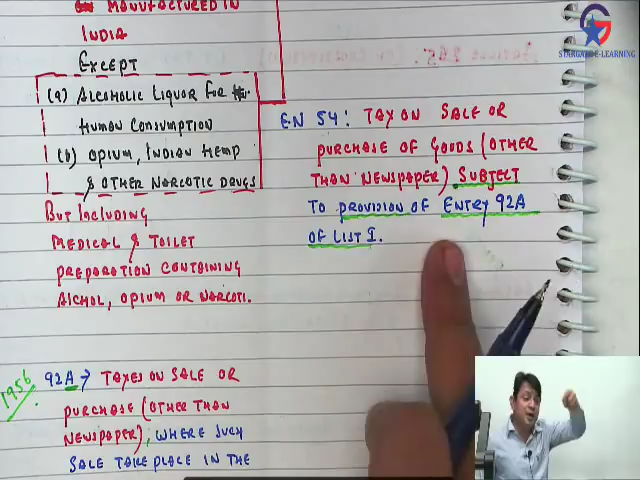 MANUFACTURED IN
INDIA
EXCEPT
(a) ALCOHOLIC LIQUOR FOR
HUMAN CONSUMPTION
(b) OPIUM, INDIAN HEMP
& OTHER NARCOTIC DRUGS
BUT INCLUDING
MEDICAL & TOILET
PREPARATION CONTAINING
ALCHOL, OPIUM OR NARCOTI.
EN 54: TAX ON SALE OR
PURCHASE OF GOODS (OTHER
THAN NEWSPAPER) SUBJECT
TO PROVISION OF ENTRY 92A
OF LIST I.
1956
92A → TAXES ON SALE OR
PURCHASE (OTHER THAN
NEWSPAPER), WHERE SUCH
SALE TAKE PLACE IN THE
STARGATE-LEARNING